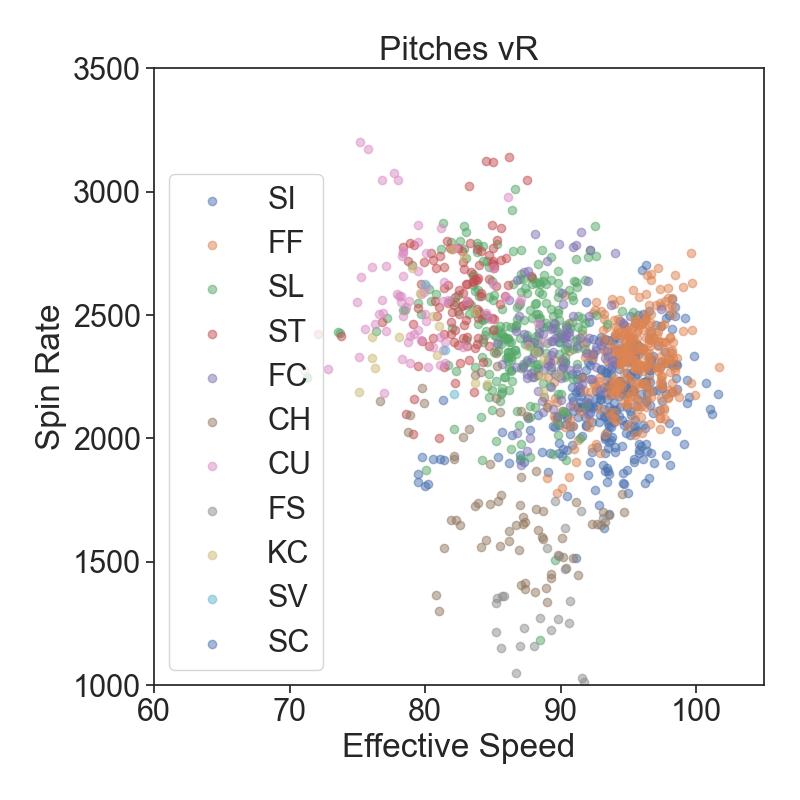 Pitches vR
3500
3000
2500
2000
1500
1000
Spin Rate
SI
FF
SL
ST
FC
CH
CU
FS
KC
SV
SC
60 70 80 90 100
Effective Speed